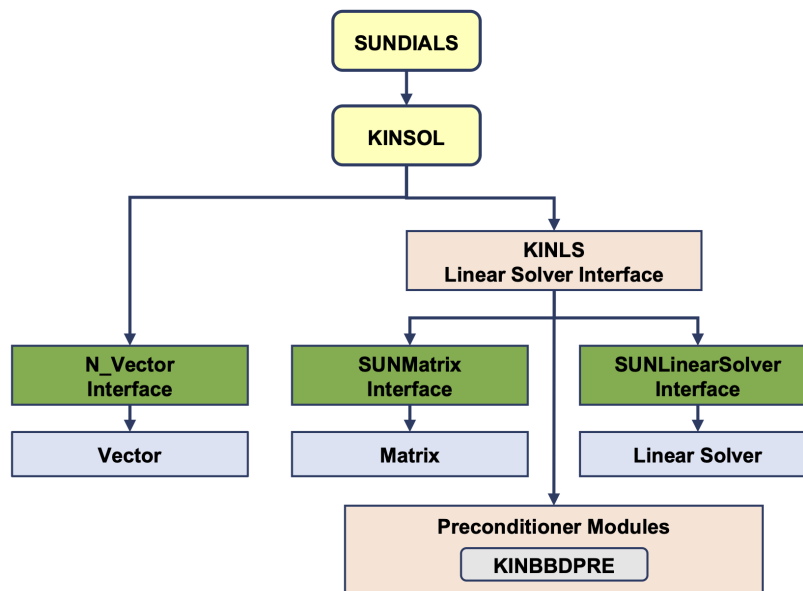 SUNDIALS
KINSOL
KINLS
Linear Solver Interface
N_Vector
Interface
SUNMatrix
Interface
SUNLinearSolver
Interface
Vector
Matrix
Linear Solver
Preconditioner Modules
KINBBDPRE